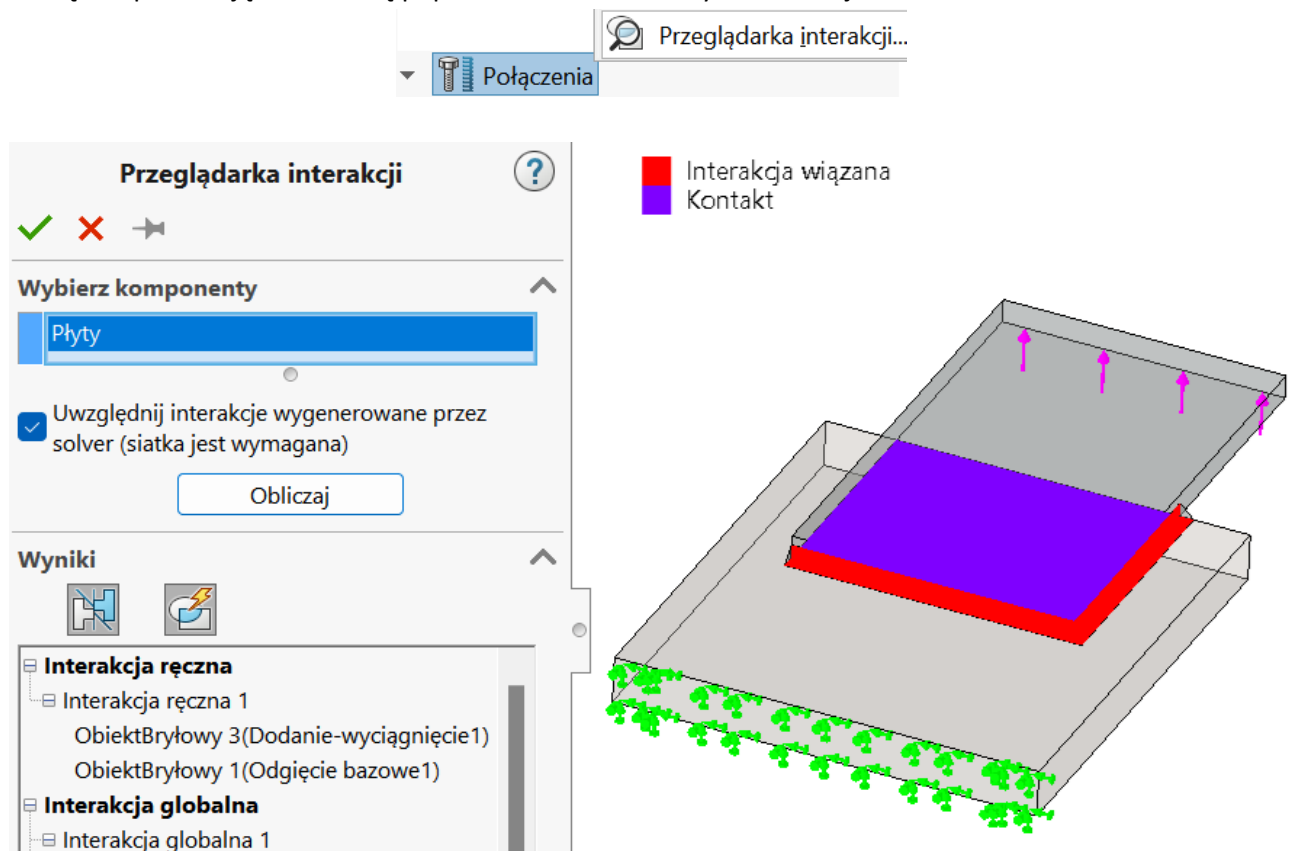 Przeglądarka interakcji...
Połączenia
Przeglądarka interakcji
?
Wybierz komponenty
Płyty
Uwzględnij interakcje wygenerowane przez
solver (siatka jest wymagana)
Obliczaj
Wyniki
Interakcja ręczna
Interakcja ręczna 1
ObiektBryłowy 3(Dodanie-wyciągnięcie1)
ObiektBryłowy 1(Odgięcie bazowe1)
Interakcja globalna
Interakcja globalna 1
Interakcja wiązana
Kontakt